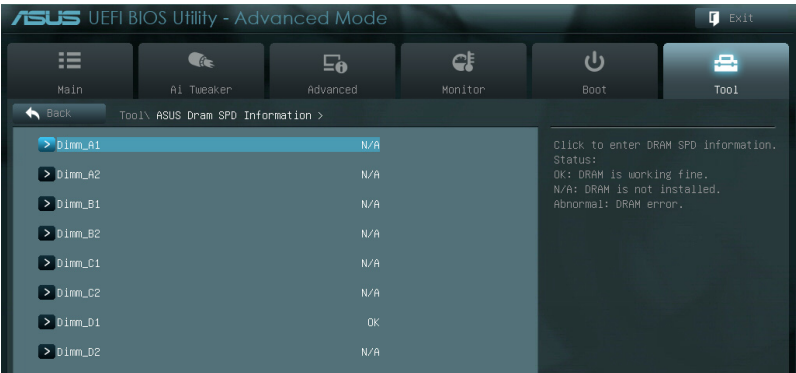 ASUS UEFI BIOS Utility - Advanced Mode
Exit
Main
Ai Tweaker
Advanced
Monitor
Boot
Tool
Back
Tool\ ASUS Dram SPD Information >
Dimm_A1 N/A
Dimm_A2 N/A
Dimm_B1 N/A
Dimm_B2 N/A
Dimm_C1 N/A
Dimm_C2 N/A
Dimm_D1 OK
Dimm_D2 N/A
Click to enter DRAM SPD information.
Status:
OK: DRAM is working fine.
N/A: DRAM is not installed.
Abnormal: DRAM error.